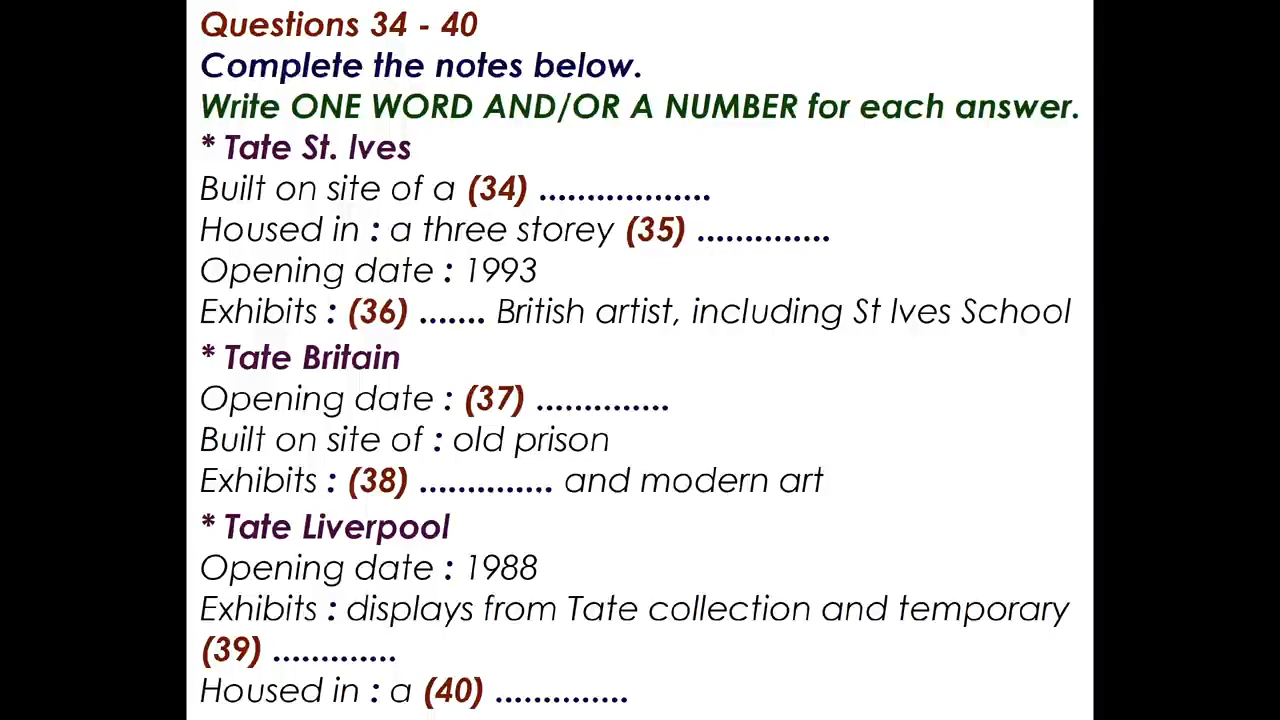 Questions 34 - 40
Complete the notes below.
Write ONE WORD AND/OR A NUMBER for each answer.
* Tate St. Ives
Built on site of a (34) ..................
Housed in : a three storey (35) ..............
Opening date : 1993
Exhibits : (36) ....... British artist, including St Ives School
* Tate Britain
Opening date : (37) ..............
Built on site of : old prison
Exhibits : (38) .............. and modern art
* Tate Liverpool
Opening date : 1988
Exhibits : displays from Tate collection and temporary
(39) .............
Housed in : a (40) ..............